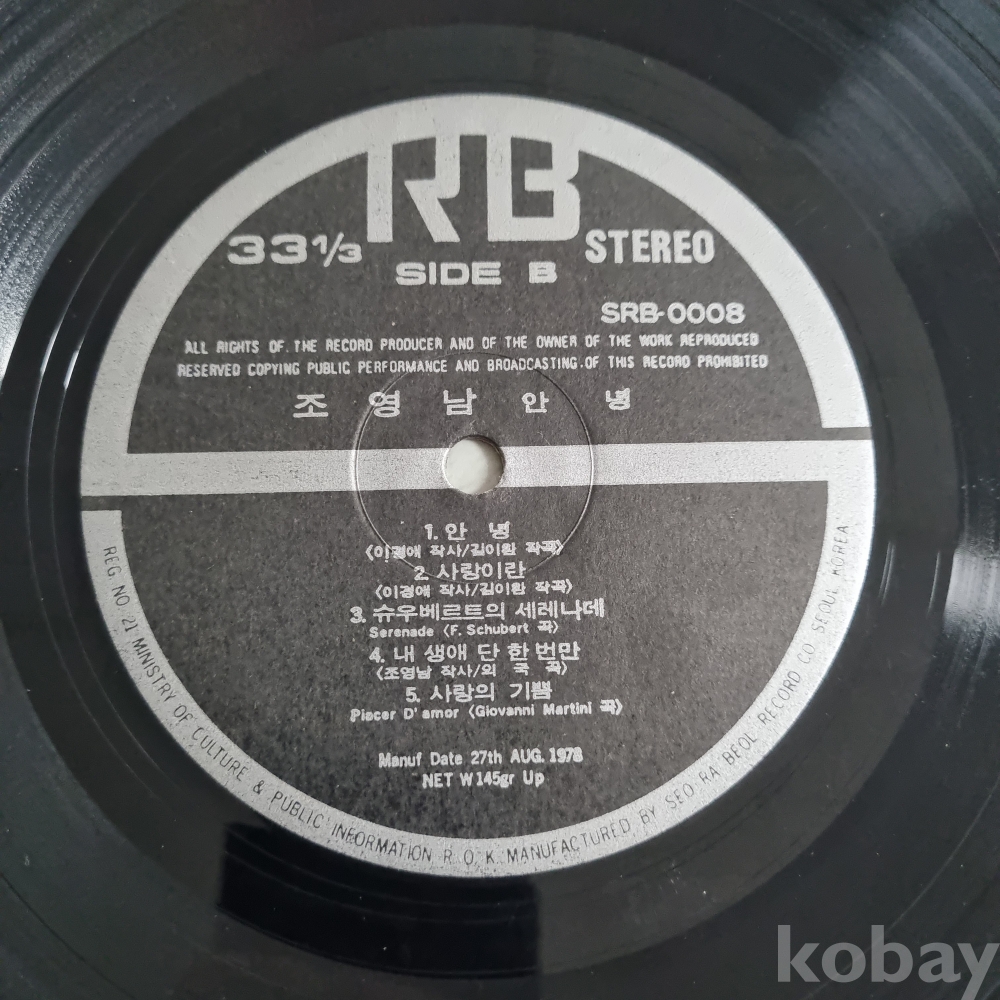 RB
33 1/3
STEREO
SIDE B
SRB-0008
ALL RIGHTS OF. THE RECORD PRODUCER AND OF THE OWNER OF THE WORK REPRODUCED
RESERVED COPYING PUBLIC PERFORMANCE AND BROADCASTING. OF THIS RECORD PROHIBITED
조영남 안녕
1. 안 녕
〈이경애 작사/김이환 작곡〉
2. 사랑이란
〈이경애 작사/김이환 작곡〉
3. 슈우베르트의 세레나데
Serenade 〈F. Schubert 곡〉
4. 내 생애 단 한번만
〈조영남 작사/외 국 곡〉
5. 사랑의 기쁨
Piacer D'amor 〈Giovanni Martini 곡〉
Manuf Date 27th AUG. 1978
NET W 145gr Up
REG NO. 21 MINISTRY OF CULTURE & PUBLIC INFORMATION R. O. K. MANUFACTURED BY SEO RA BEOL RECORD CO. SEOUL KOREA
kobay